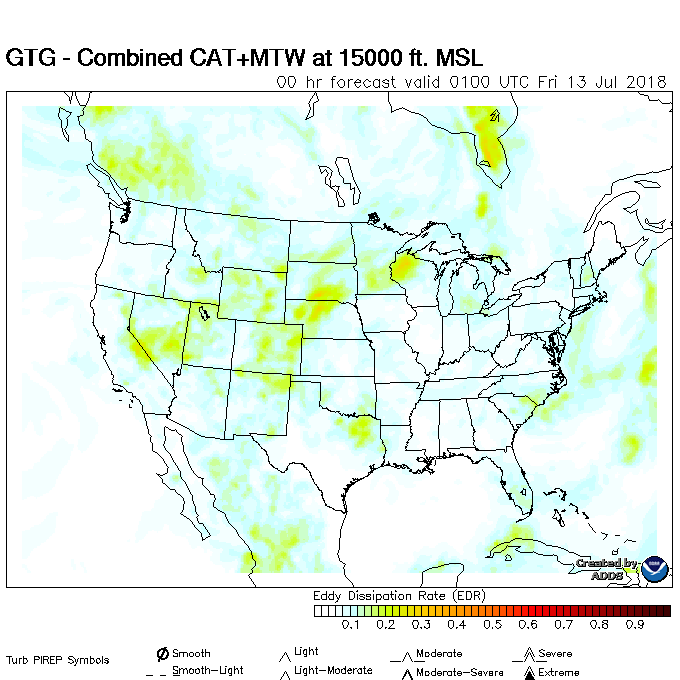 GTG - Combined CAT+MTW at 15000 ft. MSL
00 hr forecast valid 0100 UTC Fri 13 Jul 2018
Created by
ADDS
Eddy Dissipation Rate (EDR)
0.1 0.2 0.3 0.4 0.5 0.6 0.7 0.8 0.9
Turb PIREP Symbols
Smooth Light Moderate Severe
Smooth-Light Light-Moderate Moderate-Severe Extreme